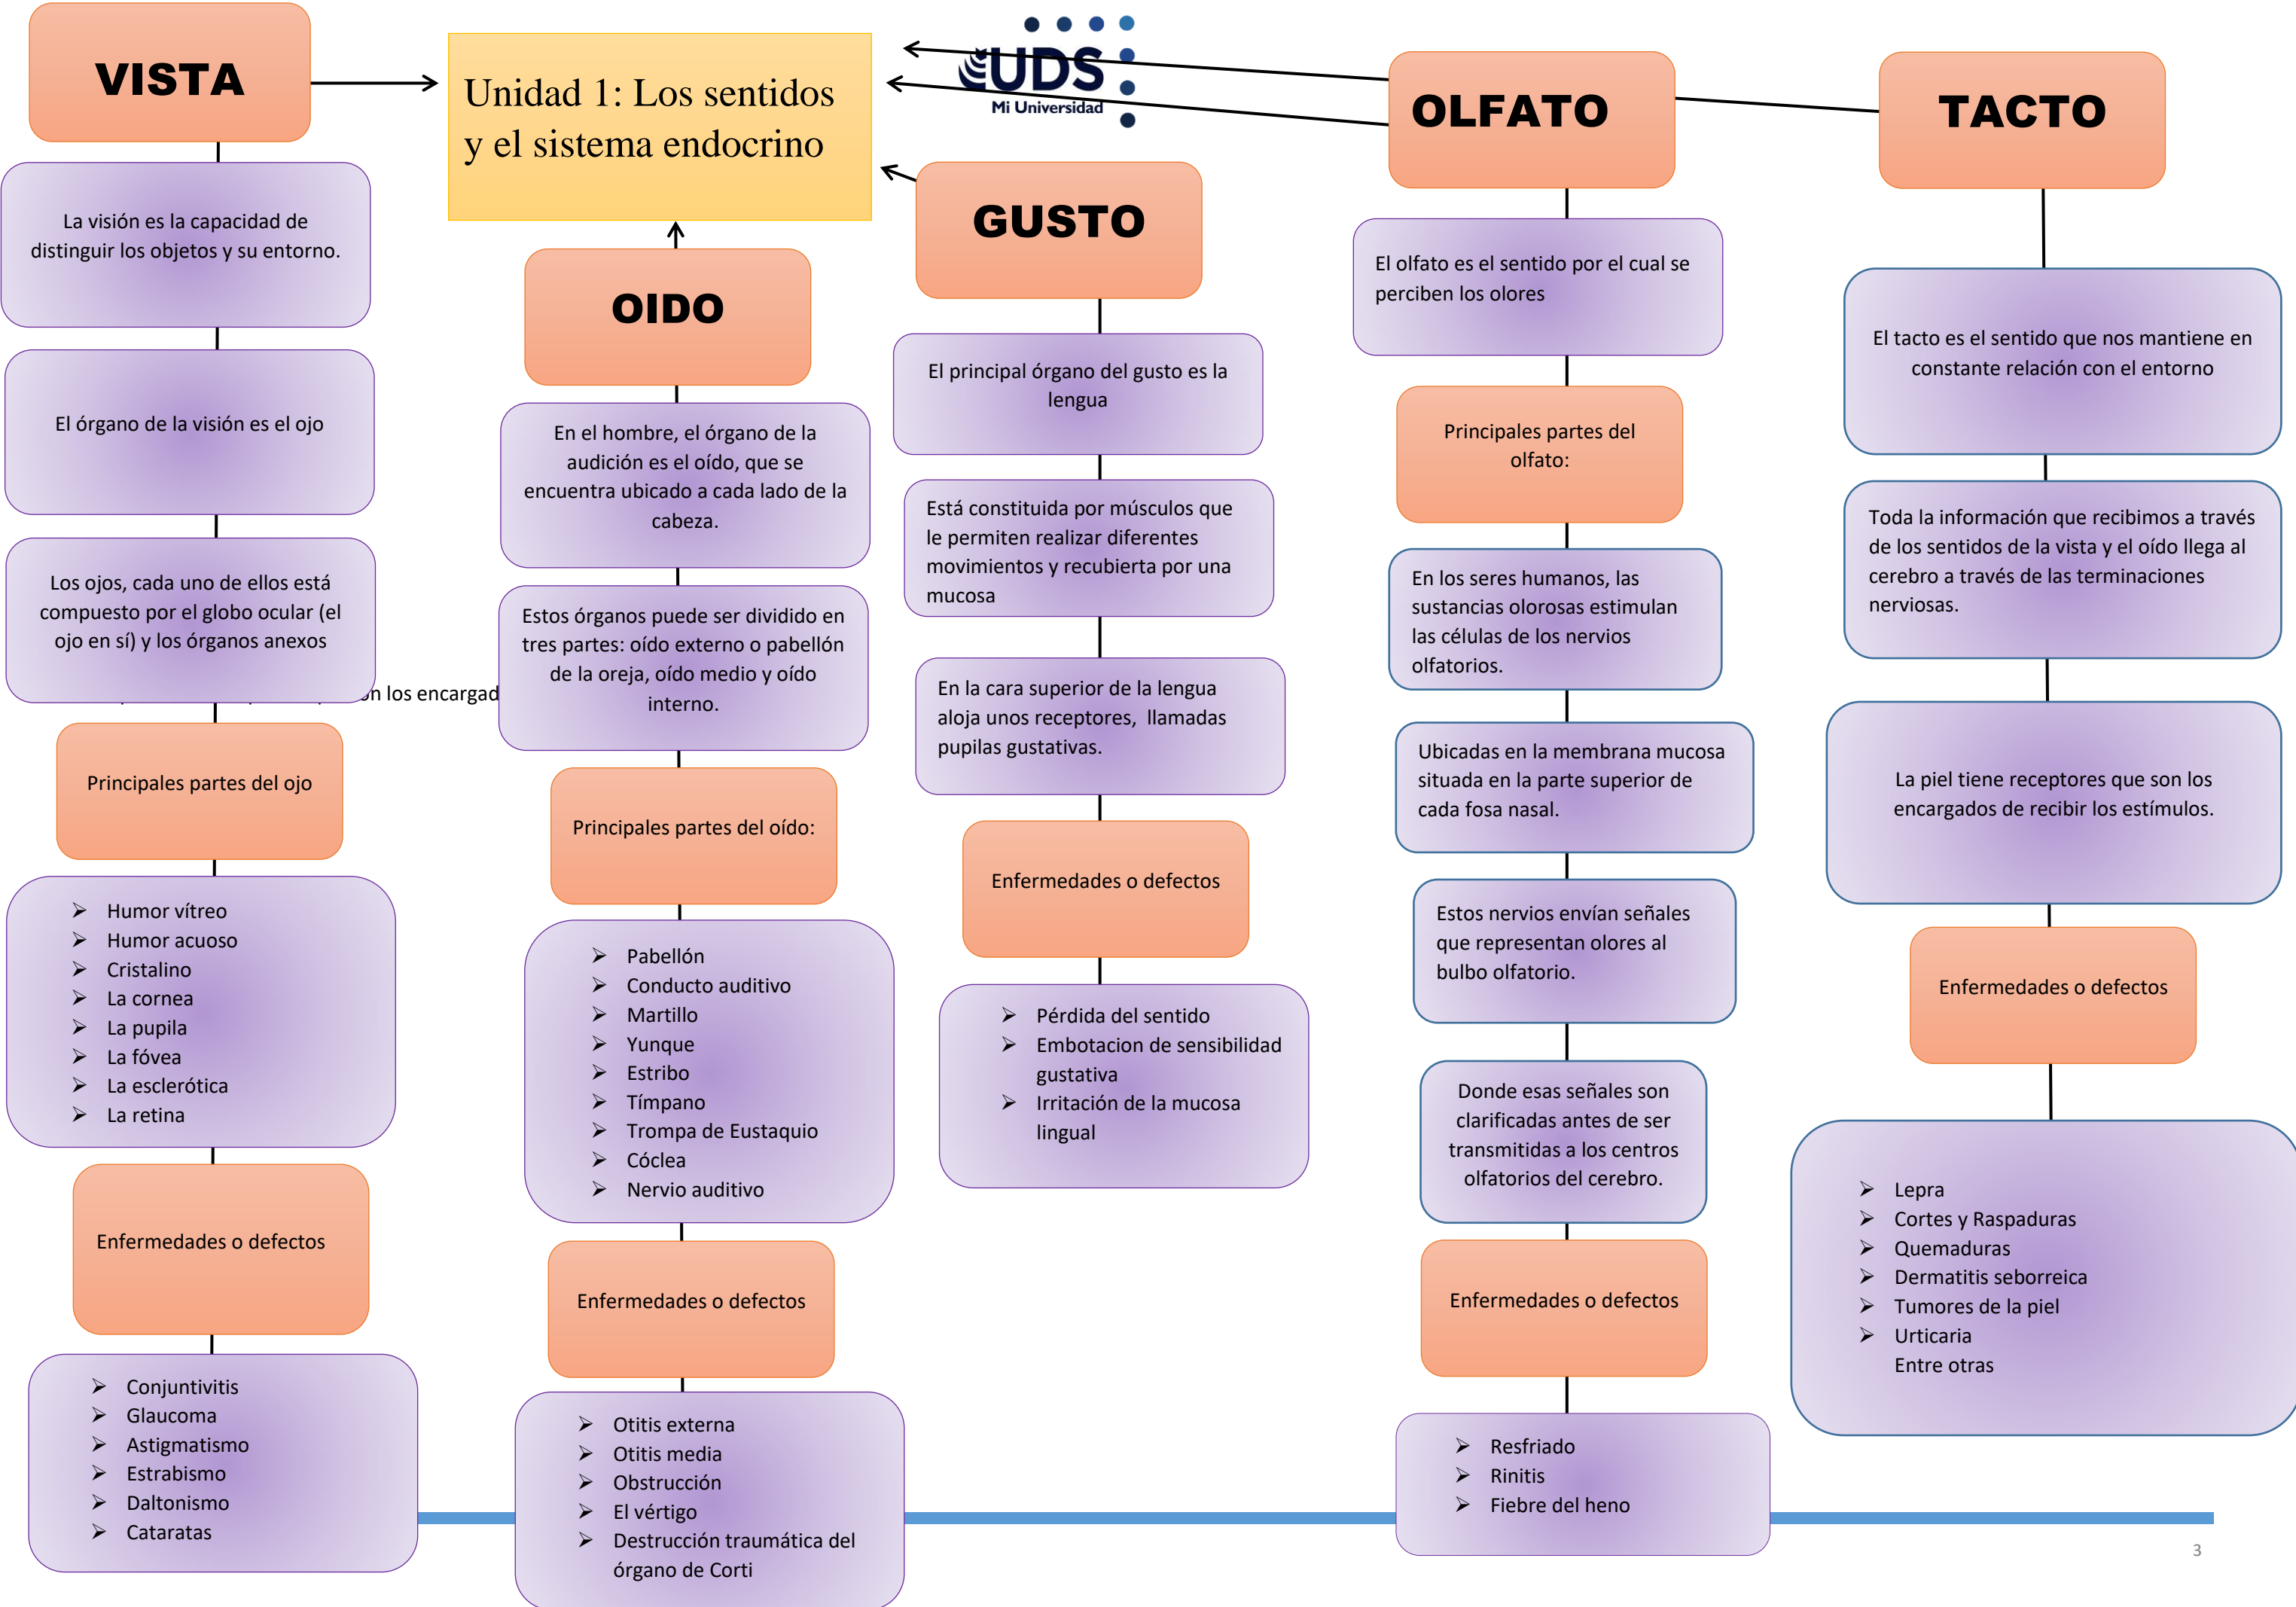 VISTA
La visión es la capacidad de
distinguir los objetos y su entorno.
El órgano de la visión es el ojo
Los ojos, cada uno de ellos está
compuesto por el globo ocular (el
ojo en sí) y los órganos anexos
n los encargad
Principales partes del ojo
➢ Humor vítreo
➢ Humor acuoso
➢ Cristalino
➢ La cornea
➢ La pupila
➢ La fóvea
➢ La esclerótica
➢ La retina
Enfermedades o defectos
➢ Conjuntivitis
➢ Glaucoma
➢ Astigmatismo
➢ Estrabismo
➢ Daltonismo
➢ Cataratas
Unidad 1: Los sentidos
y el sistema endocrino
UDS
Mi Universidad
OIDO
En el hombre, el órgano de la
audición es el oído, que se
encuentra ubicado a cada lado de la
cabeza.
Estos órganos puede ser dividido en
tres partes: oído externo o pabellón
de la oreja, oído medio y oído
interno.
Principales partes del oído:
➢ Pabellón
➢ Conducto auditivo
➢ Martillo
➢ Yunque
➢ Estribo
➢ Tímpano
➢ Trompa de Eustaquio
➢ Cóclea
➢ Nervio auditivo
Enfermedades o defectos
➢ Otitis externa
➢ Otitis media
➢ Obstrucción
➢ El vértigo
➢ Destrucción traumática del
órgano de Corti
GUSTO
El principal órgano del gusto es la
lengua
Está constituida por músculos que
le permiten realizar diferentes
movimientos y recubierta por una
mucosa
En la cara superior de la lengua
aloja unos receptores, llamadas
pupilas gustativas.
Enfermedades o defectos
➢ Pérdida del sentido
➢ Embotacion de sensibilidad
gustativa
➢ Irritación de la mucosa
lingual
OLFATO
El olfato es el sentido por el cual se
perciben los olores
Principales partes del
olfato:
En los seres humanos, las
sustancias olorosas estimulan
las células de los nervios
olfatorios.
Ubicadas en la membrana mucosa
situada en la parte superior de
cada fosa nasal.
Estos nervios envían señales
que representan olores al
bulbo olfatorio.
Donde esas señales son
clarificadas antes de ser
transmitidas a los centros
olfatorios del cerebro.
Enfermedades o defectos
➢ Resfriado
➢ Rinitis
➢ Fiebre del heno
TACTO
El tacto es el sentido que nos mantiene en
constante relación con el entorno
Toda la información que recibimos a través
de los sentidos de la vista y el oído llega al
cerebro a través de las terminaciones
nerviosas.
La piel tiene receptores que son los
encargados de recibir los estímulos.
Enfermedades o defectos
➢ Lepra
➢ Cortes y Raspaduras
➢ Quemaduras
➢ Dermatitis seborreica
➢ Tumores de la piel
➢ Urticaria
Entre otras
3